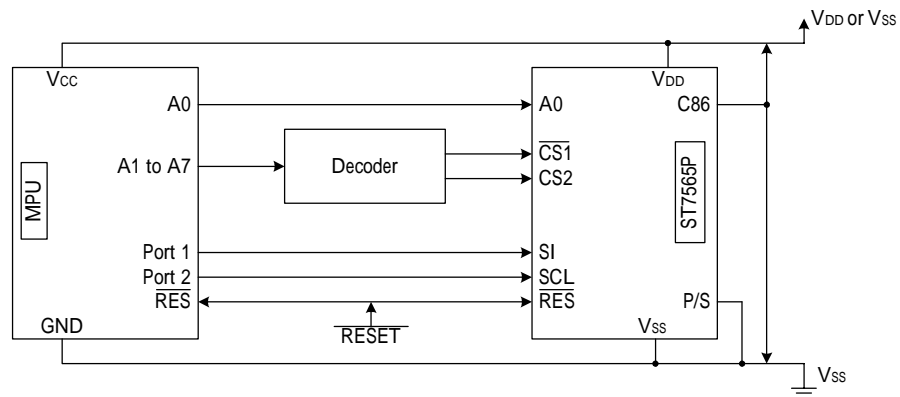 VDD or VSS
VCC
VDD
A0
A0
C86
A1 to A7
Decoder
CS1
CS2
MPU
ST7565P
Port 1
SI
Port 2
SCL
RES
RES
P/S
GND
RESET
VSS
VSS